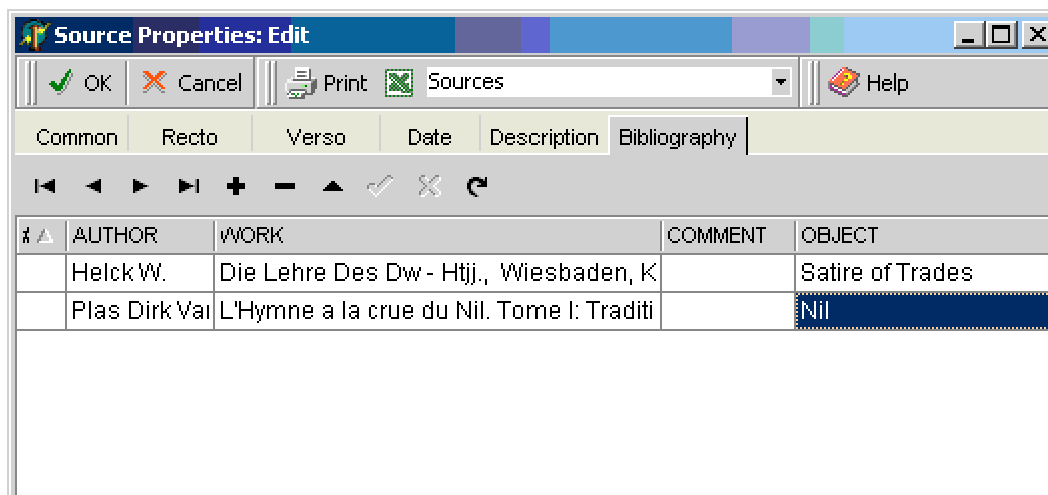 Source Properties: Edit
OK Cancel Print Sources Help
Common Recto Verso Date Description Bibliography
# AUTHOR WORK COMMENT OBJECT
Helck W. Die Lehre Des Dw - Htjj., Wiesbaden, K Satire of Trades
Plas Dirk Van L'Hymne a la crue du Nil. Tome I: Traditi Nil